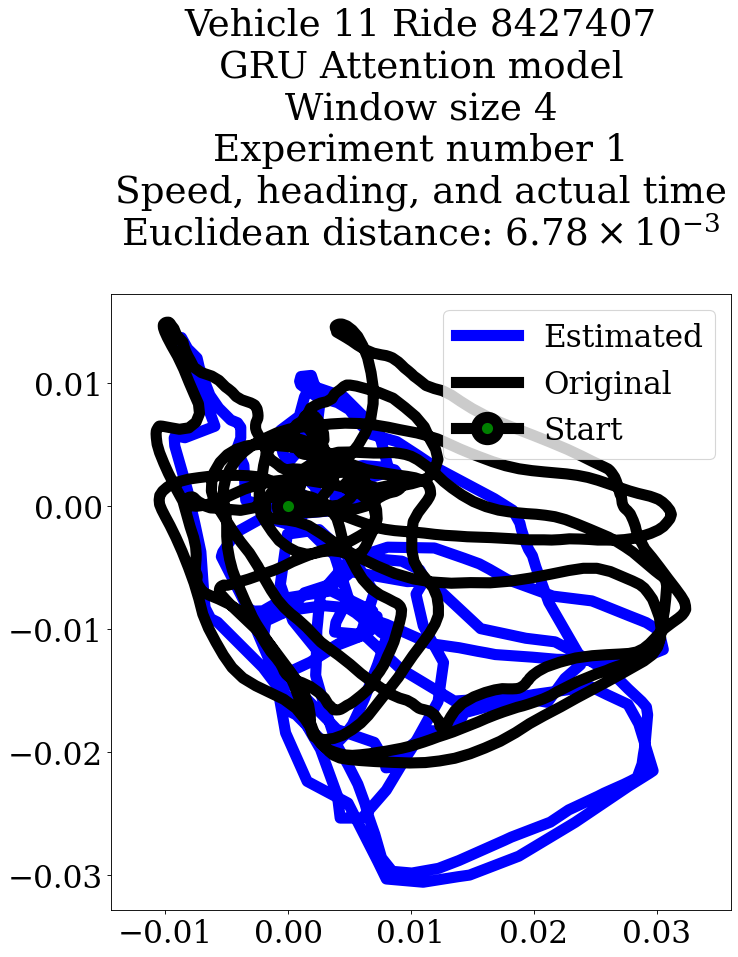 Vehicle 11 Ride 8427407
GRU Attention model
Window size 4
Experiment number 1
Speed, heading, and actual time
Euclidean distance: 6.78 × 10⁻³
Estimated
Original
Start
0.01
0.00
−0.01
−0.02
−0.03
−0.01 0.00 0.01 0.02 0.03